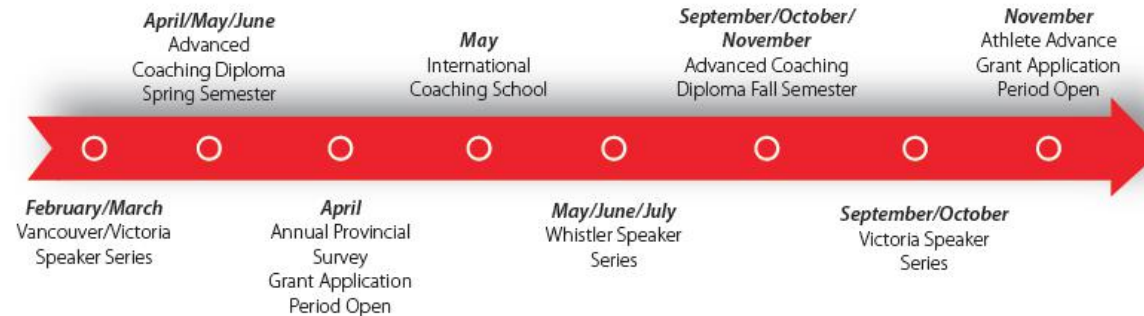 April/May/June
Advanced
Coaching Diploma
Spring Semester
May
International
Coaching School
September/October/
November
Advanced Coaching
Diploma Fall Semester
November
Athlete Advance
Grant Application
Period Open
February/March
Vancouver/Victoria
Speaker Series
April
Annual Provincial
Survey
Grant Application
Period Open
May/June/July
Whistler Speaker
Series
September/October
Victoria Speaker
Series